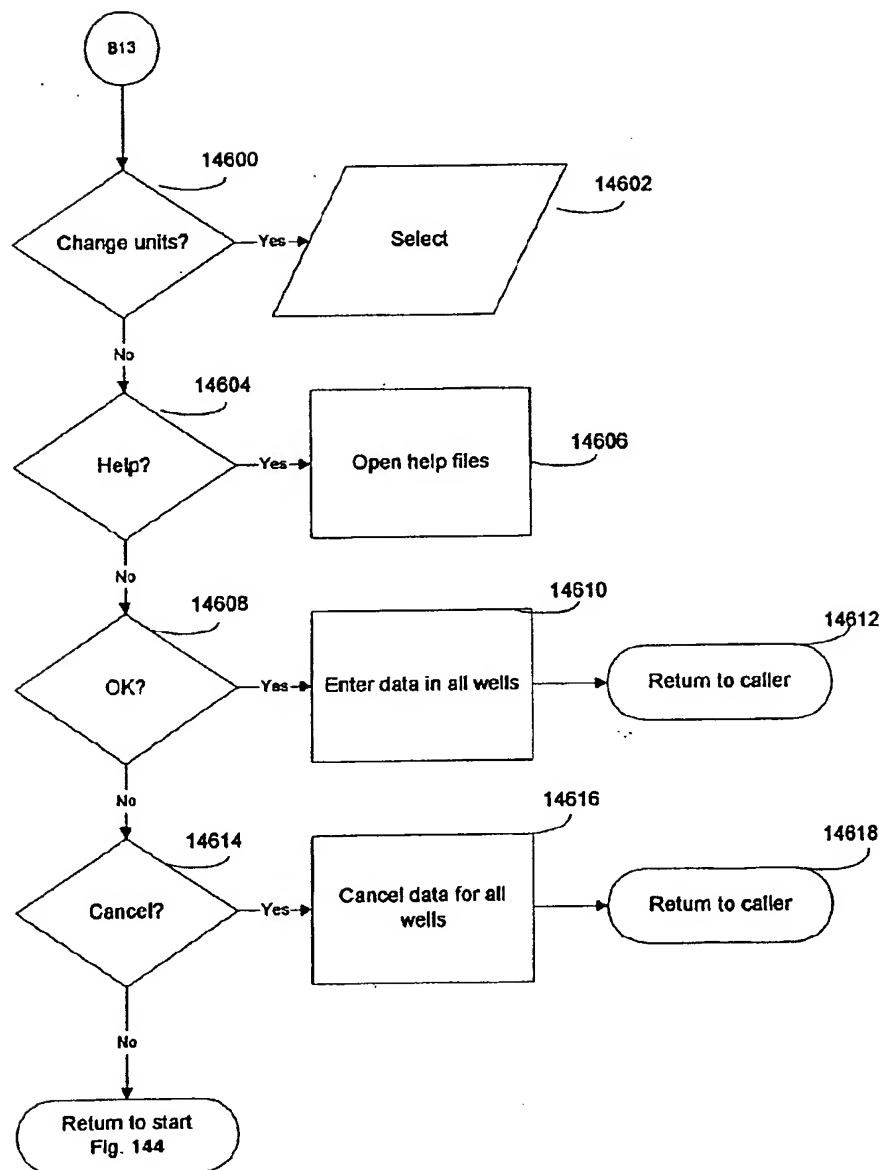 B13
14600
14602
Change units?
Yes
Select
No
14604
14606
Help?
Yes
Open help files
No
14608
14610
14612
OK?
Yes
Enter data in all wells
Return to caller
No
14614
14616
14618
Cancel?
Yes
Cancel data for all
wells
Return to caller
No
Return to start
Fig. 144